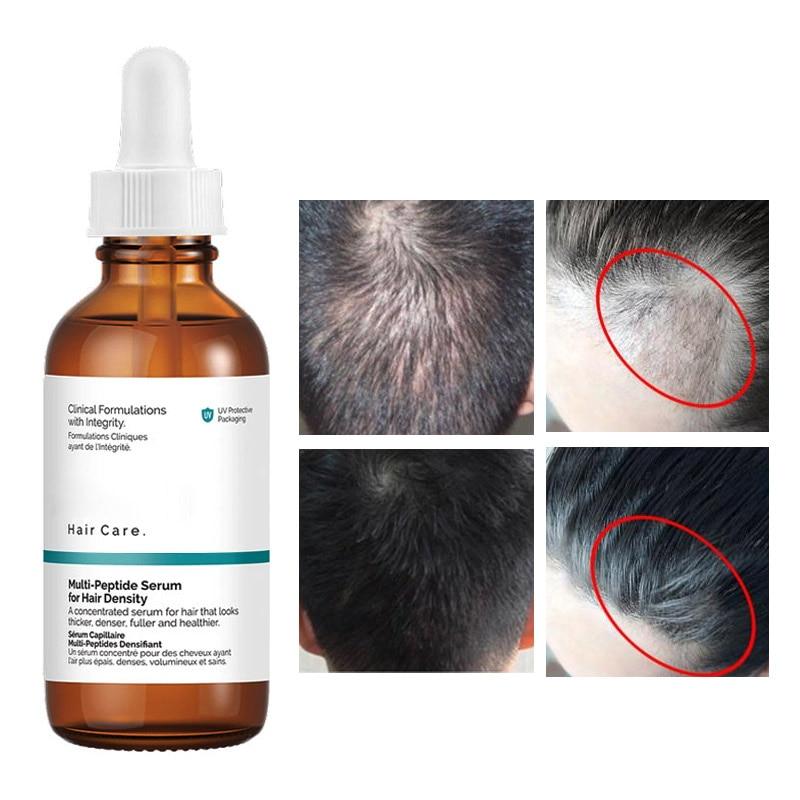 Clinical Formulations
with Integrity.
Formulations Cliniques
ayant de l'Intégrité.
UV
UV Protective
Packaging
Hair Care.
Multi-Peptide Serum
for Hair Density
A concentrated serum for hair that looks
thicker, denser, fuller and healthier.
Sérum Capillaire
Multi-Peptides Densifiant
Un sérum concentré pour des cheveux ayant
l'air plus épais, denses, volumineux et sains.